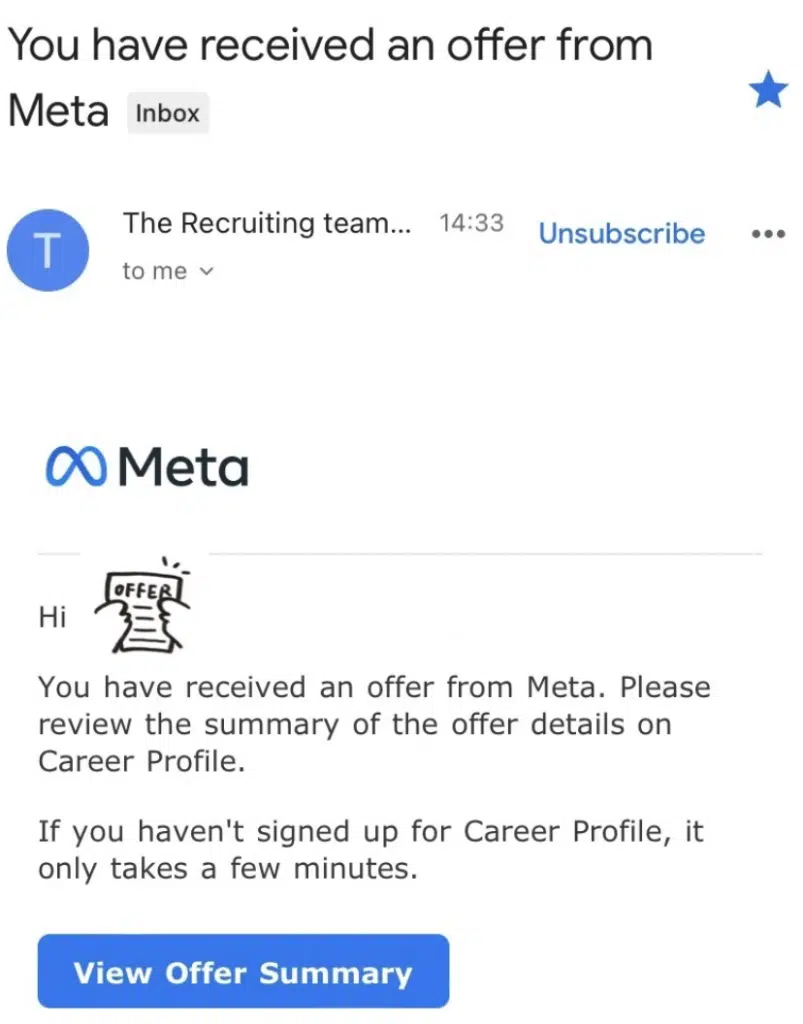 You have received an offer from
Meta Inbox
The Recruiting team... 14:33 Unsubscribe
T
to me
Meta
OFFER
Hi
You have received an offer from Meta. Please
review the summary of the offer details on
Career Profile.
If you haven't signed up for Career Profile, it
only takes a few minutes.
View Offer Summary